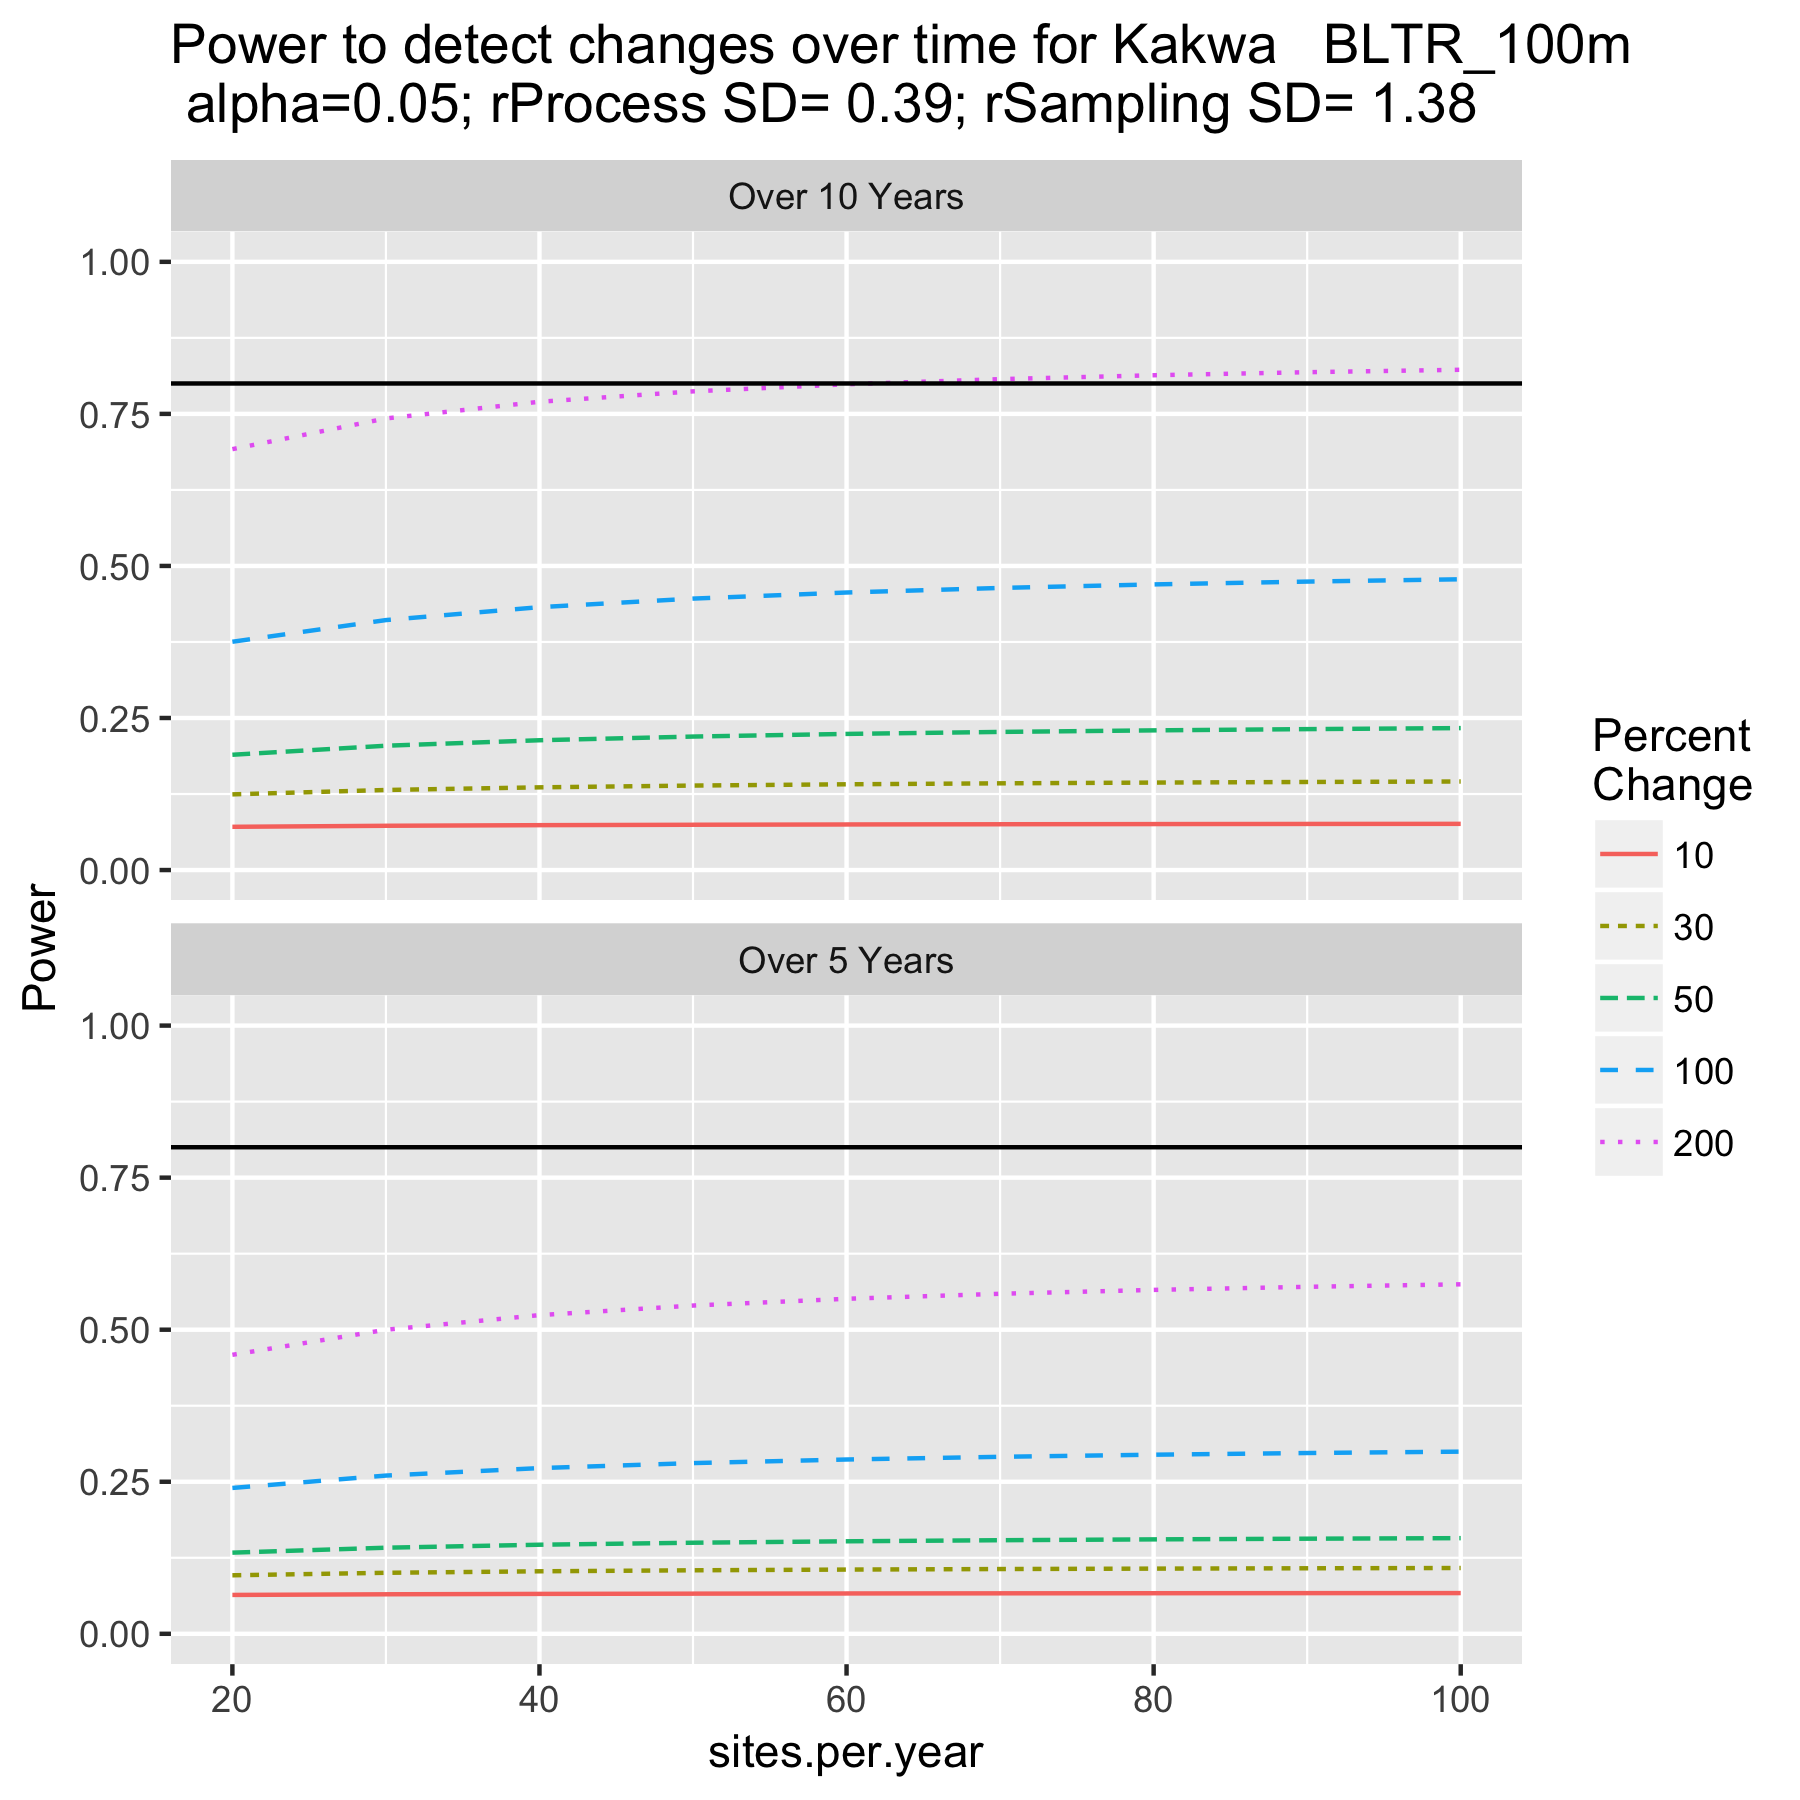 Power to detect changes over time for Kakwa   BLTR_100m
alpha=0.05; rProcess SD= 0.39; rSampling SD= 1.38
Over 10 Years
1.00
0.75
0.50
0.25
0.00
Power
Over 5 Years
1.00
0.75
0.50
0.25
0.00
20 40 60 80 100
sites.per.year
Percent
Change
10
30
50
100
200